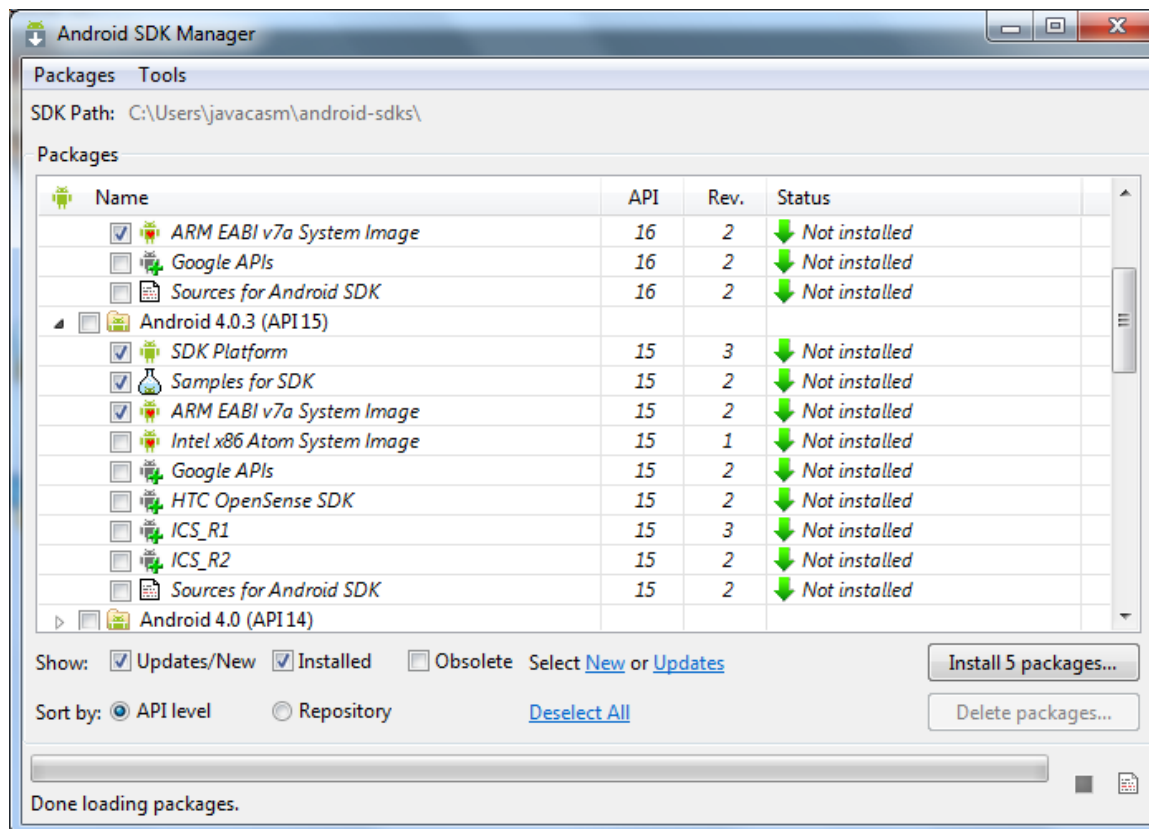 Android SDK Manager
Packages Tools
SDK Path: C:\Users\javacasm\android-sdks\
Packages
Name API Rev. Status
ARM EABI v7a System Image 16 2 Not installed
Google APIs 16 2 Not installed
Sources for Android SDK 16 2 Not installed
Android 4.0.3 (API 15)
SDK Platform 15 3 Not installed
Samples for SDK 15 2 Not installed
ARM EABI v7a System Image 15 2 Not installed
Intel x86 Atom System Image 15 1 Not installed
Google APIs 15 2 Not installed
HTC OpenSense SDK 15 2 Not installed
ICS_R1 15 3 Not installed
ICS_R2 15 2 Not installed
Sources for Android SDK 15 2 Not installed
Android 4.0 (API 14)
Show: Updates/New Installed Obsolete Select New or Updates Install 5 packages...
Sort by: API level Repository Deselect All Delete packages...
Done loading packages.